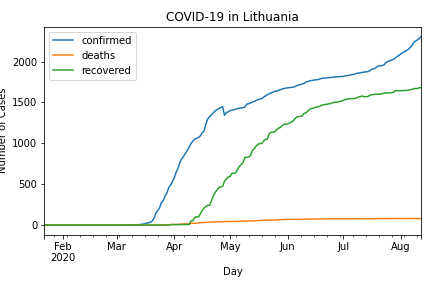 COVID-19 in Lithuania
confirmed
deaths
recovered
Number of Cases
2000
1500
1000
500
0
Feb
2020
Mar
Apr
May
Jun
Jul
Aug
Day